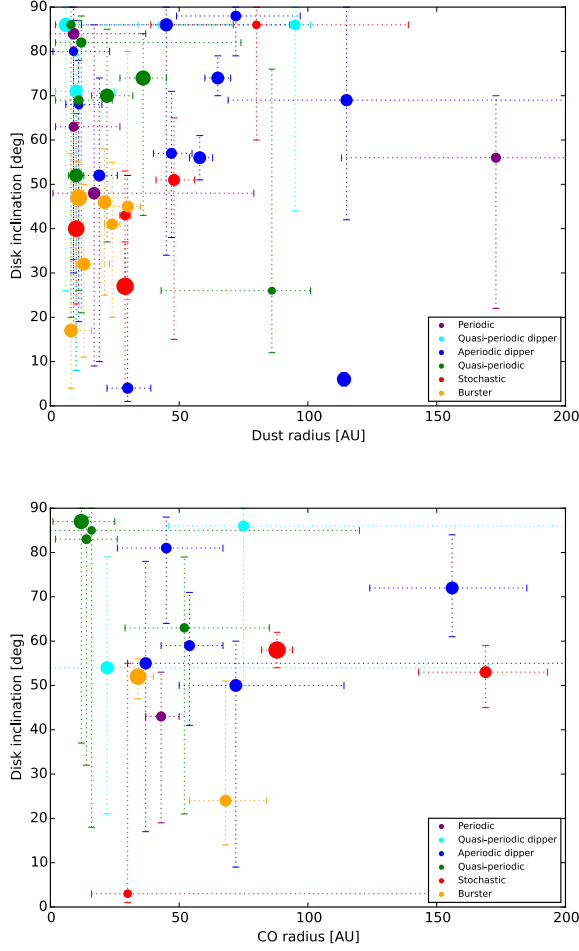 90
80
70
60
50
40
30
20
10
0
Disk inclination [deg]
Periodic
Quasi-periodic dipper
Aperiodic dipper
Quasi-periodic
Stochastic
Burster
0 50 100 150 200
Dust radius [AU]
90
80
70
60
50
40
30
20
10
0
Disk inclination [deg]
Periodic
Quasi-periodic dipper
Aperiodic dipper
Quasi-periodic
Stochastic
Burster
0 50 100 150 200
CO radius [AU]